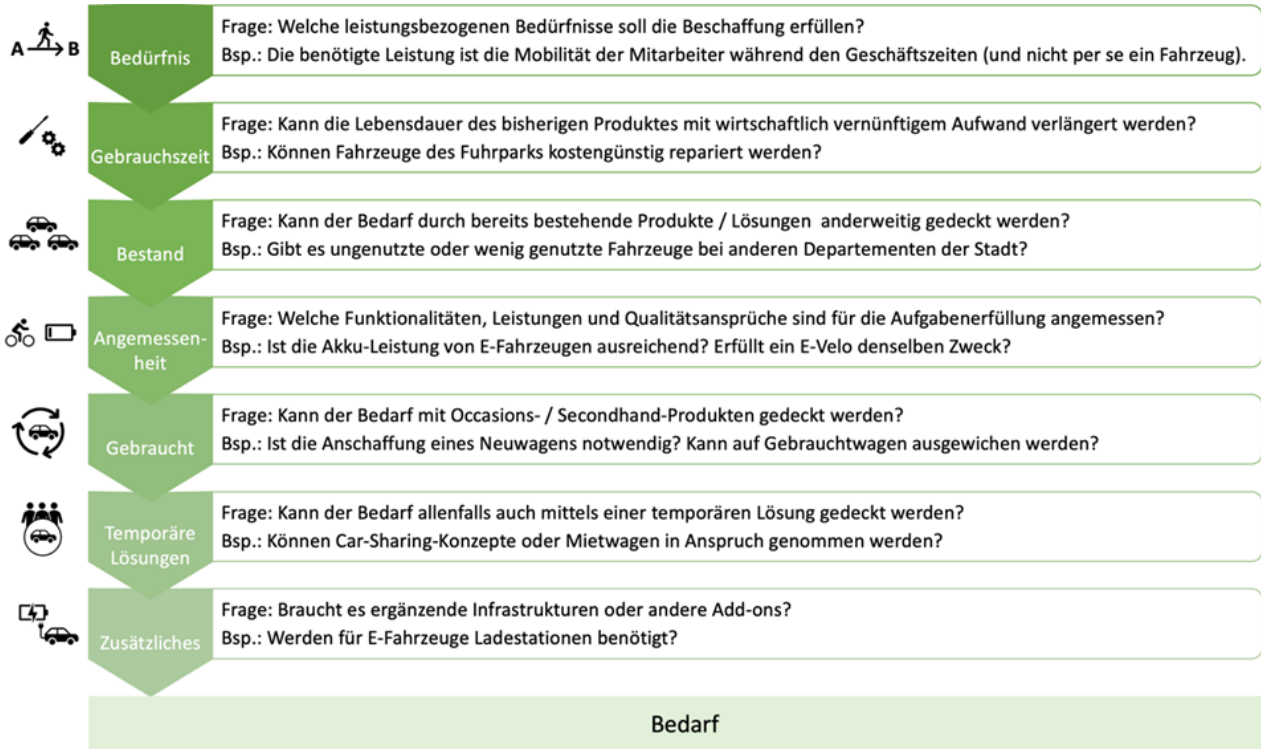 A B
Bedürfnis
Frage: Welche leistungsbezogenen Bedürfnisse soll die Beschaffung erfüllen?
Bsp.: Die benötigte Leistung ist die Mobilität der Mitarbeiter während den Geschäftszeiten (und nicht per se ein Fahrzeug).
Gebrauchszeit
Frage: Kann die Lebensdauer des bisherigen Produktes mit wirtschaftlich vernünftigem Aufwand verlängert werden?
Bsp.: Können Fahrzeuge des Fuhrparks kostengünstig repariert werden?
Bestand
Frage: Kann der Bedarf durch bereits bestehende Produkte / Lösungen anderweitig gedeckt werden?
Bsp.: Gibt es ungenutzte oder wenig genutzte Fahrzeuge bei anderen Departementen der Stadt?
Angemessen-
heit
Frage: Welche Funktionalitäten, Leistungen und Qualitätsansprüche sind für die Aufgabenerfüllung angemessen?
Bsp.: Ist die Akku-Leistung von E-Fahrzeugen ausreichend? Erfüllt ein E-Velo denselben Zweck?
Gebraucht
Frage: Kann der Bedarf mit Occasions- / Secondhand-Produkten gedeckt werden?
Bsp.: Ist die Anschaffung eines Neuwagens notwendig? Kann auf Gebrauchtwagen ausgewichen werden?
Temporäre
Lösungen
Frage: Kann der Bedarf allenfalls auch mittels einer temporären Lösung gedeckt werden?
Bsp.: Können Car-Sharing-Konzepte oder Mietwagen in Anspruch genommen werden?
Zusätzliches
Frage: Braucht es ergänzende Infrastrukturen oder andere Add-ons?
Bsp.: Werden für E-Fahrzeuge Ladestationen benötigt?
Bedarf